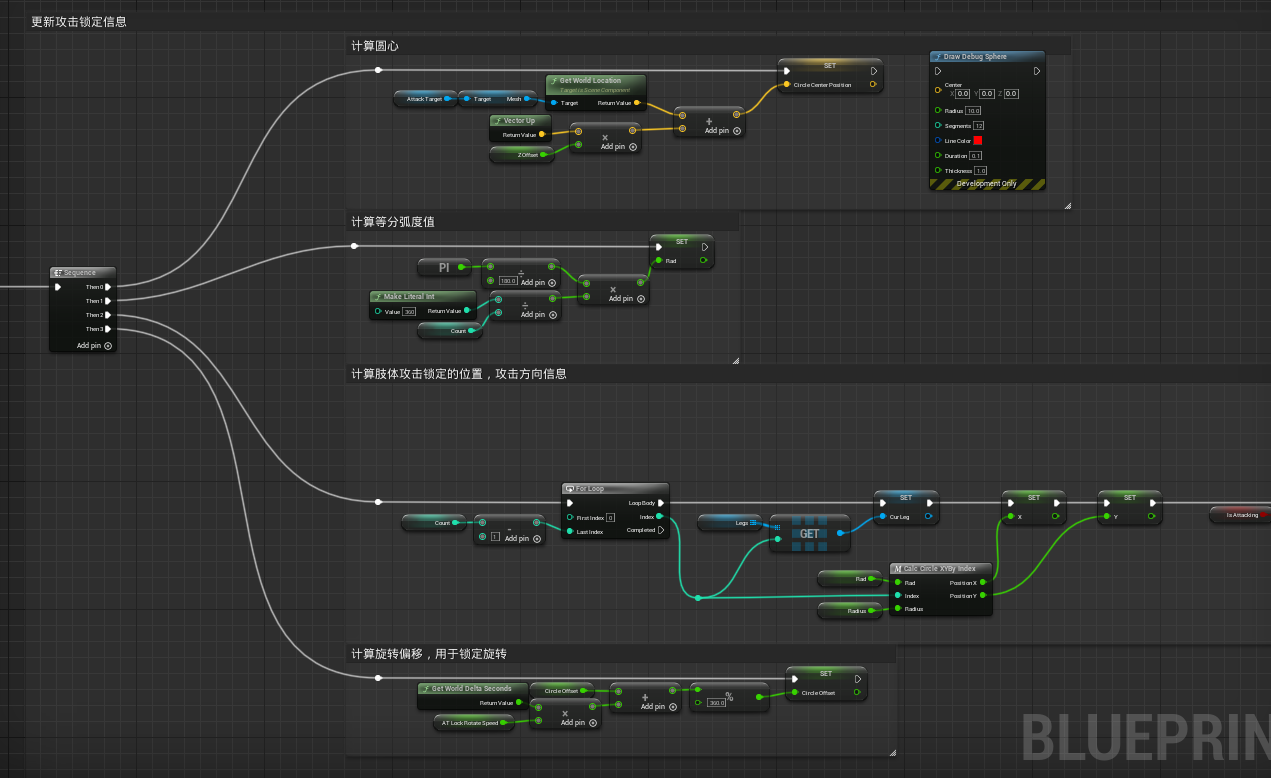 更新攻击锁定信息
计算圆心
SET
Circle Center Position
Draw Debug Sphere
Center
X 0.0 Y 0.0 Z 0.0
Radius 10.0
Segments 12
Line Color
Duration 0.1
Thickness 1.0
Development Only
Get World Location
Target is Scene Component
Target Return Value
Attack Target
Target Mesh
Vector Up
Return Value
ZOffset
×
Add pin
+
Add pin
计算等分弧度值
SET
Rad
PI
÷
180.0 Add pin
Make Literal Int
Value 360 Return Value
÷
Add pin
Count
×
Add pin
Sequence
Then 0
Then 1
Then 2
Then 3
Add pin
计算肢体攻击锁定的位置，攻击方向信息
For Loop
Loop Body
First Index 0 Index
Last Index Completed
Count
-
1 Add pin
Legs
GET
SET
Cur Leg
SET
X
SET
Y
Is Attacking
Rad
Radius
Calc Circle XYBy Index
Rad Position X
Index Position Y
Radius
计算旋转偏移，用于锁定旋转
Get World Delta Seconds
Return Value
AT Lock Rotate Speed
Circle Offset
×
Add pin
+
Add pin
%
360.0
SET
Circle Offset
BLUEPRIN